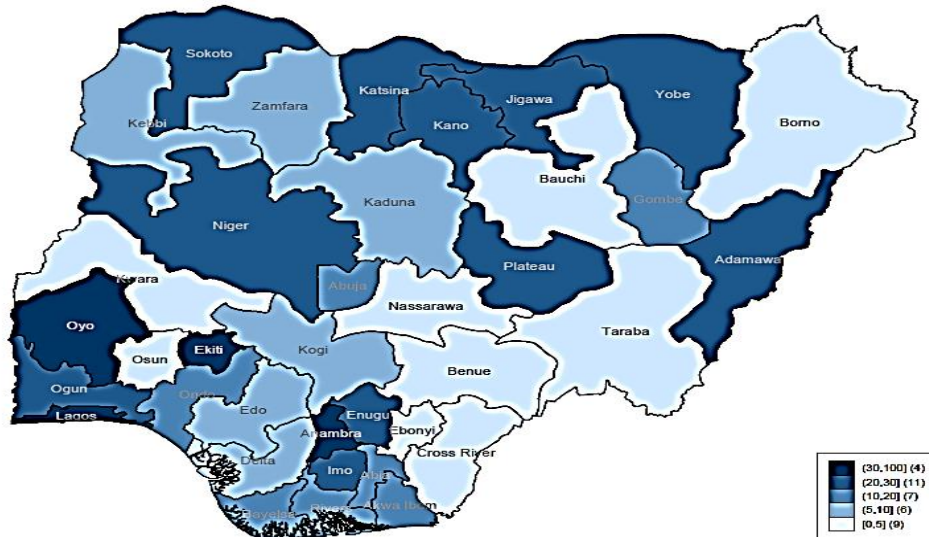 Sokoto
Katsina
Jigawa
Yobe
Zamfara
Kebbi
Kano
Borno
Bauchi
Kaduna
Gombe
Niger
Adamawa
Plateau
Abuja
Kwara
Nassarawa
Taraba
Oyo
Ekiti
Kogi
Osun
Benue
Ogun
Ondo
Edo
Lagos
Enugu
Anambra
Ebonyi
Cross River
Delta
Imo
Abia
Bayelsa
Rivers
Akwa Ibom
(30,100] (4)
(20,30] (11)
(10,20] (7)
(5,10] (6)
[0,5] (9)